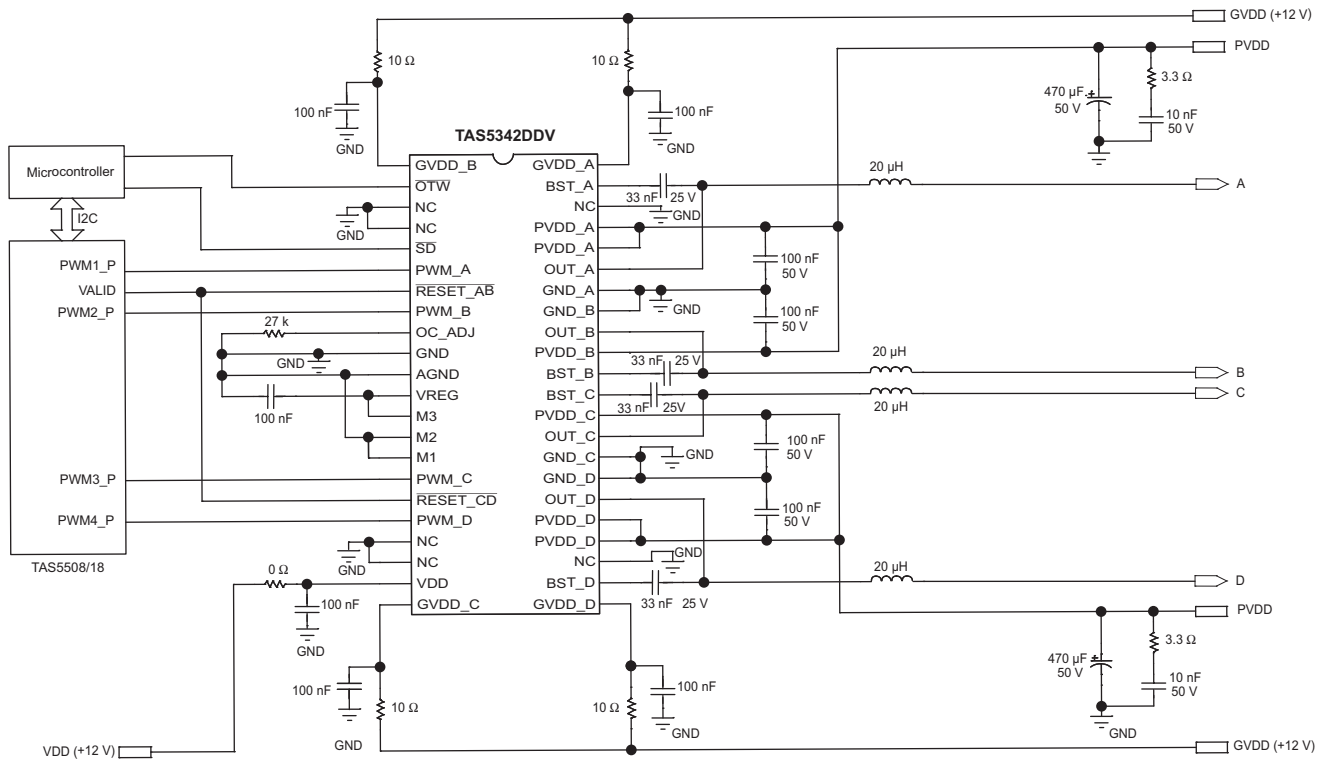 GVDD (+12 V)
PVDD
10 Ω
10 Ω
3.3 Ω
470 µF
50 V
100 nF
100 nF
10 nF
50 V
GND
GND
TAS5342DDV
Microcontroller
I2C
GVDD_B
OTW
NC
NC
SD
PWM_A
RESET_AB
PWM_B
OC_ADJ
GND
AGND
VREG
M3
M2
M1
PWM_C
RESET_CD
PWM_D
NC
NC
VDD
GVDD_C
GVDD_A
BST_A
NC
PVDD_A
PVDD_A
OUT_A
GND_A
GND_B
OUT_B
PVDD_B
BST_B
BST_C
PVDD_C
OUT_C
GND_C
GND_D
OUT_D
PVDD_D
PVDD_D
NC
BST_D
GVDD_D
PWM1_P
VALID
PWM2_P
PWM3_P
PWM4_P
TAS5508/18
GND
27 k
GND
100 nF
GND
0 Ω
100 nF
GND
33 nF 25 V
GND
20 µH
A
100 nF
50 V
GND
100 nF
50 V
33 nF 25 V
20 µH
B
33 nF 25V
20 µH
C
100 nF
50 V
GND
100 nF
50 V
GND
33 nF 25 V
20 µH
D
PVDD
3.3 Ω
470 µF
50 V
10 nF
50 V
GND
100 nF
100 nF
10 Ω
10 Ω
GND
GND
VDD (+12 V)
GVDD (+12 V)